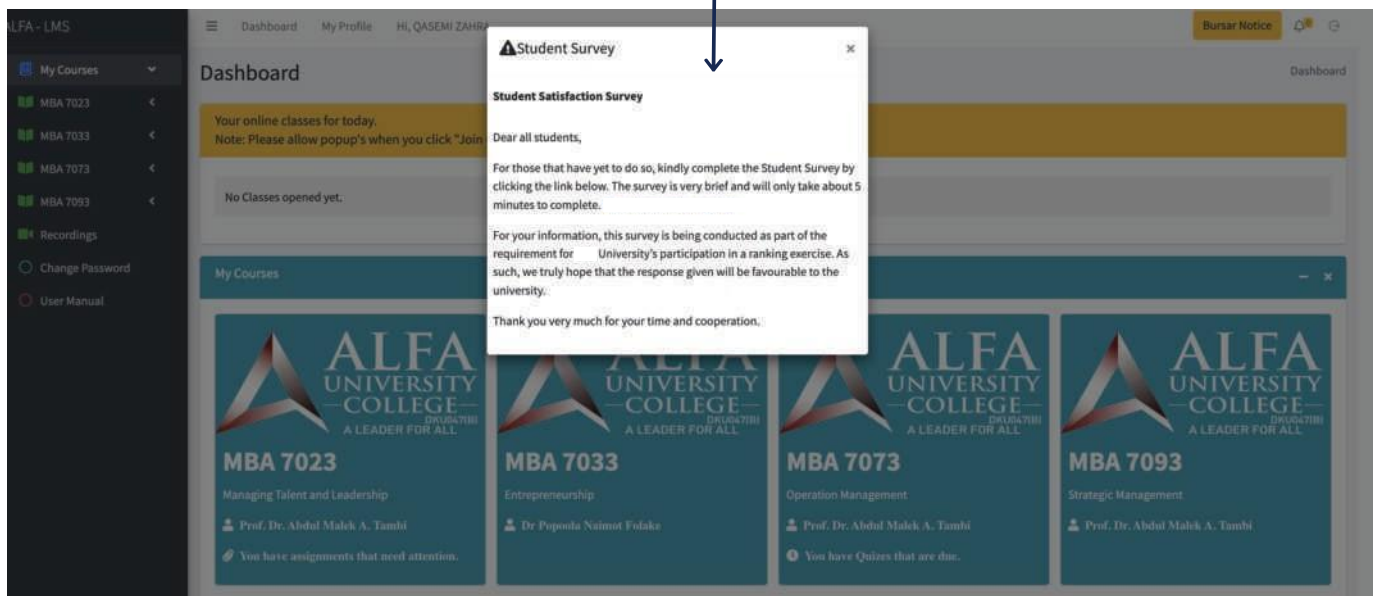 ALFA - LMS
Dashboard My Profile Hi, QASEMI ZAHRA
Bursar Notice
My Courses
MBA 7023
MBA 7033
MBA 7073
MBA 7093
Recordings
Change Password
User Manual
Dashboard
Dashboard
Your online classes for today.
Note: Please allow popup's when you click "Join
No Classes opened yet.
Student Survey ×
Student Satisfaction Survey
Dear all students,
For those that have yet to do so, kindly complete the Student Survey by
clicking the link below. The survey is very brief and will only take about 5
minutes to complete.
For your information, this survey is being conducted as part of the
requirement for University's participation in a ranking exercise. As
such, we truly hope that the response given will be favourable to the
university.
Thank you very much for your time and cooperation.
My Courses
ALFA
UNIVERSITY
COLLEGE
DKU047(B)
A LEADER FOR ALL
MBA 7023
Managing Talent and Leadership
Prof. Dr. Abdul Malek A. Tambi
You have assignments that need attention.
ALFA
UNIVERSITY
COLLEGE
DKU047(B)
A LEADER FOR ALL
MBA 7033
Entrepreneurship
Dr Popoola Naimot Folake
ALFA
UNIVERSITY
COLLEGE
DKU047(B)
A LEADER FOR ALL
MBA 7073
Operation Management
Prof. Dr. Abdul Malek A. Tambi
You have Quizes that are due.
ALFA
UNIVERSITY
COLLEGE
DKU047(B)
A LEADER FOR ALL
MBA 7093
Strategic Management
Prof. Dr. Abdul Malek A. Tambi